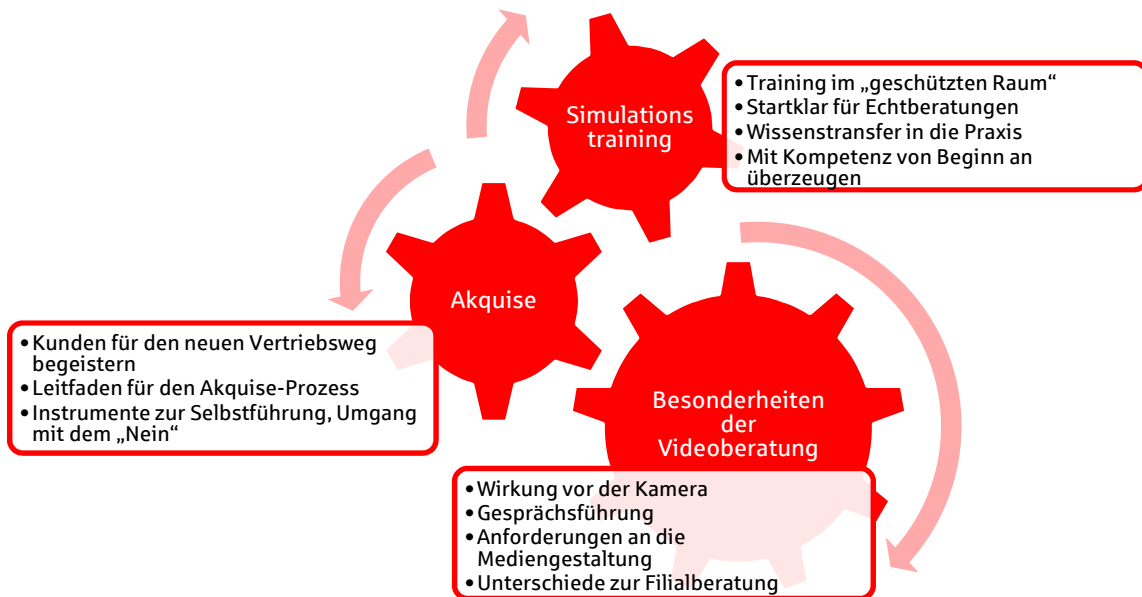 Simulations
training
• Training im „geschützten Raum“
• Startklar für Echtberatungen
• Wissenstransfer in die Praxis
• Mit Kompetenz von Beginn an
überzeugen
Akquise
• Kunden für den neuen Vertriebsweg
begeistern
• Leitfaden für den Akquise-Prozess
• Instrumente zur Selbstführung, Umgang
mit dem „Nein“
Besonderheiten
der
Videoberatung
• Wirkung vor der Kamera
• Gesprächsführung
• Anforderungen an die
Mediengestaltung
• Unterschiede zur Filialberatung